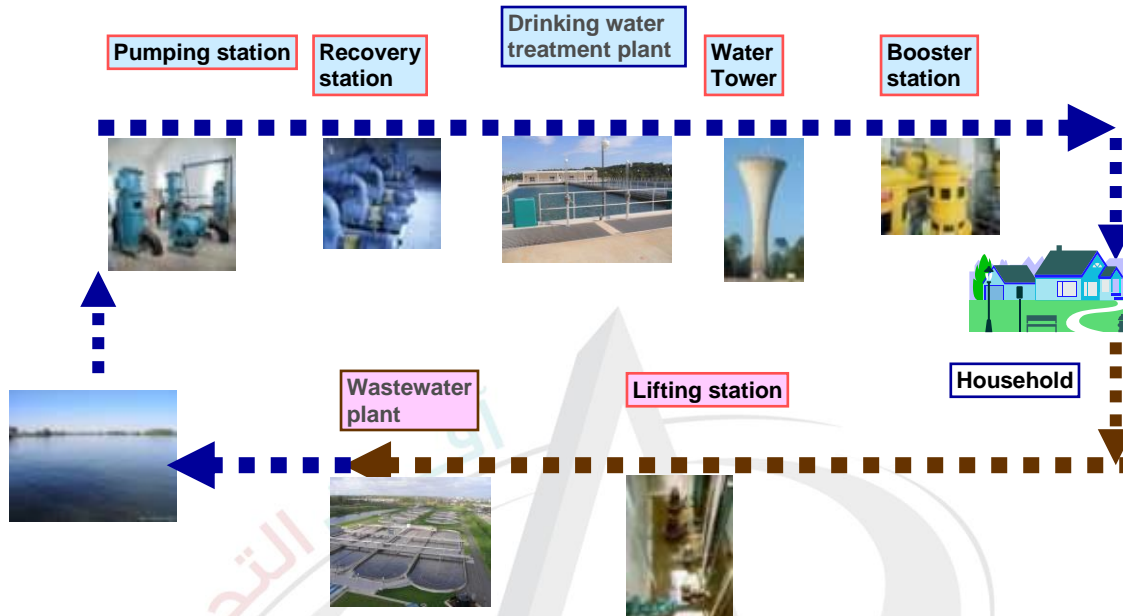 Drinking water
treatment plant
Pumping station
Recovery
station
Water
Tower
Booster
station
Household
Wastewater
plant
Lifting station